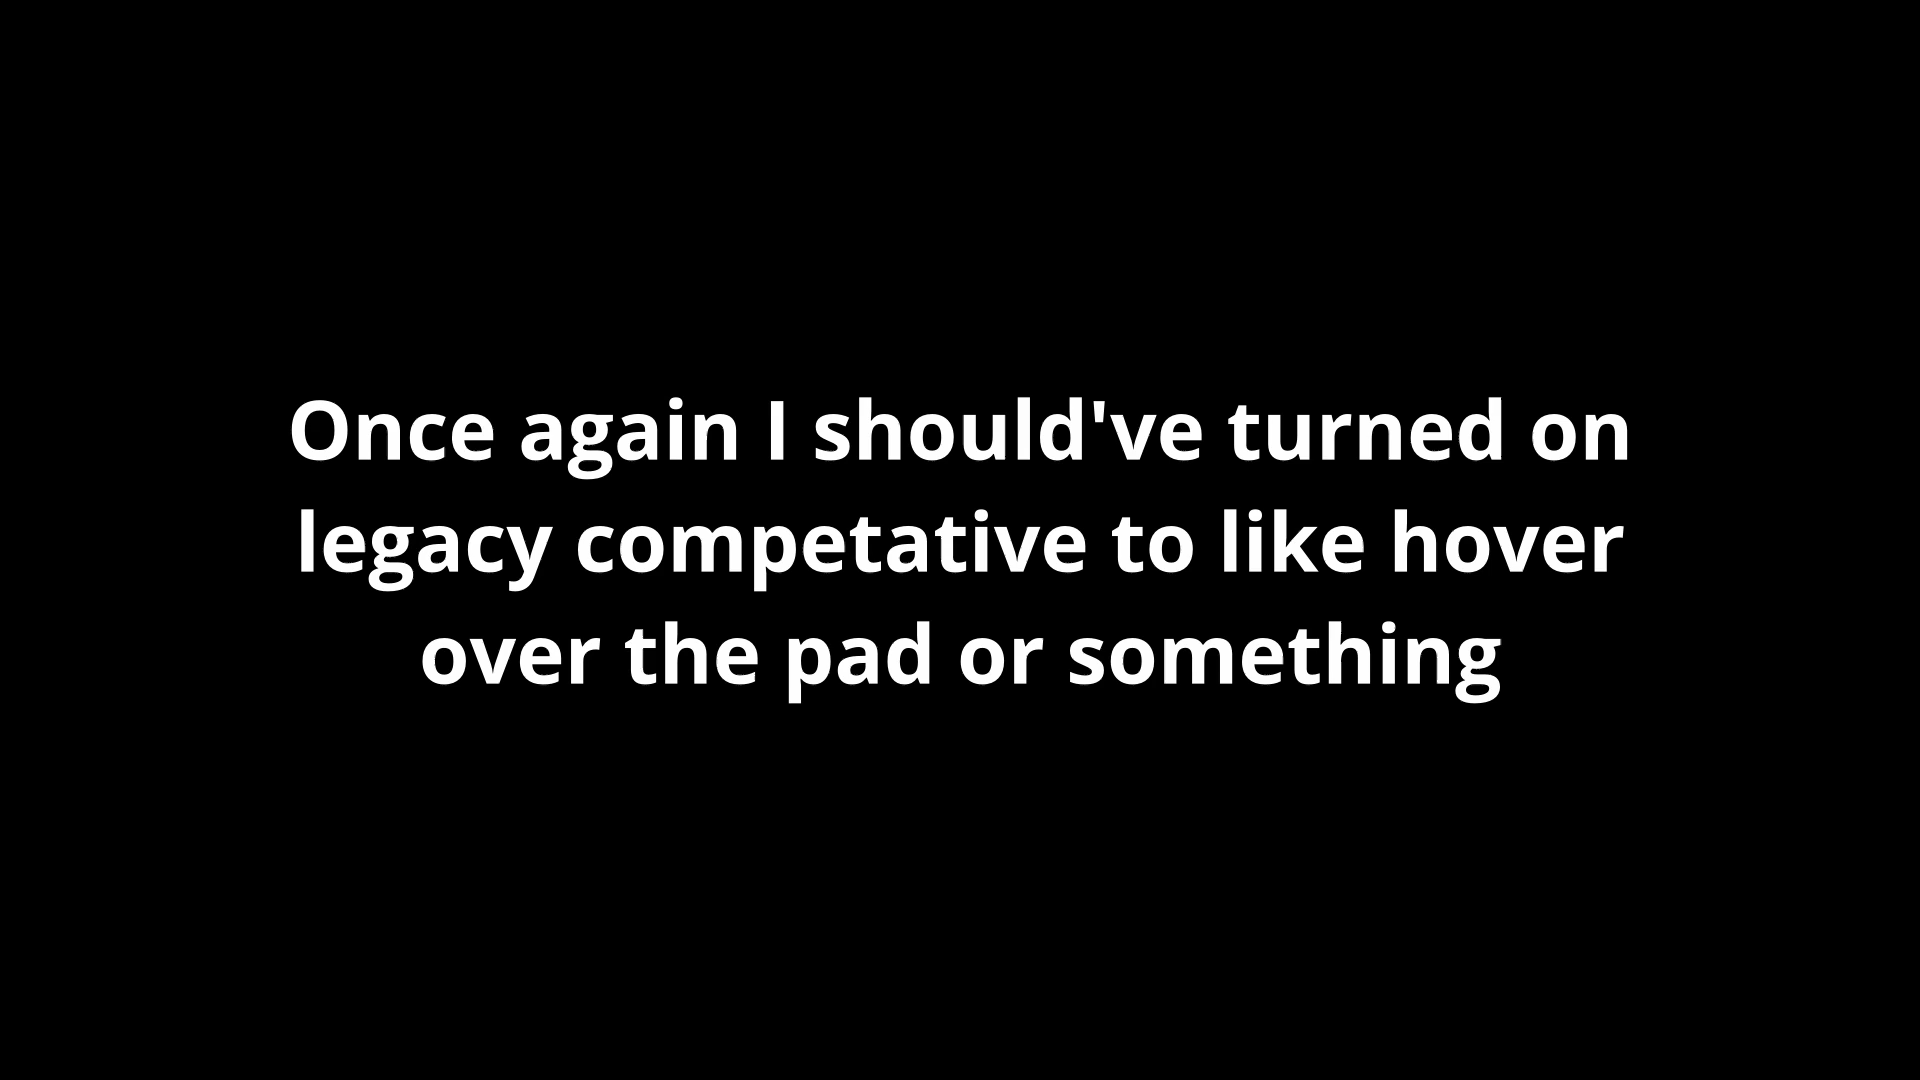 Once again I should've turned on
legacy competative to like hover
over the pad or something